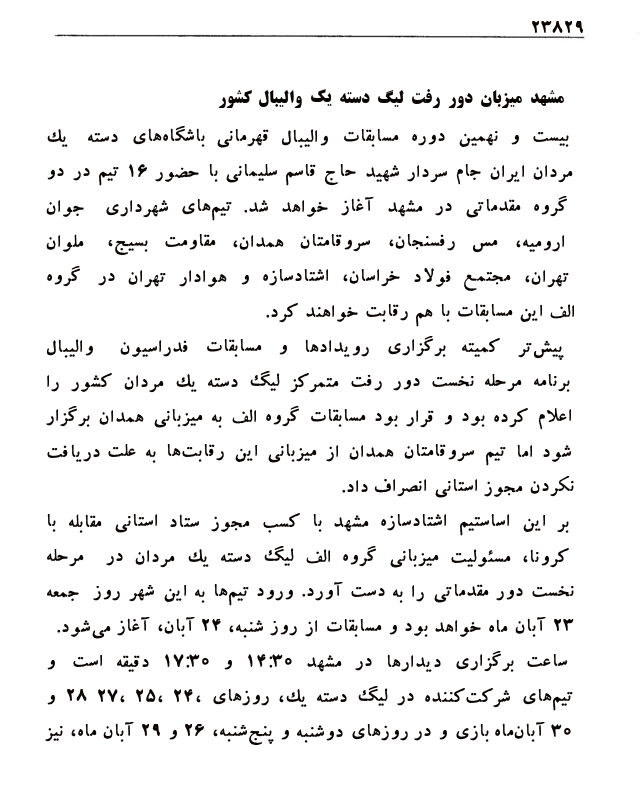 ۲۳۸۲۹
مشهد میزبان دور رفت لیگ دسته یک والیبال کشور
بیست و نهمین دوره مسابقات والیبال قهرمانی باشگاه‌های دسته یك
مردان ایران جام سردار شهید حاج قاسم سلیمانی با حضور ۱۶ تیم در دو
گروه مقدماتی در مشهد آغاز خواهد شد. تیم‌های شهرداری جوان
ارومیه، مس رفسنجان، سروقامتان همدان، مقاومت بسیج، ملوان
تهران، مجتمع فولاد خراسان، اشتادسازه و هوادار تهران در گروه
الف این مسابقات با هم رقابت خواهند کرد.
پیش‌تر کمیته برگزاری رویدادها و مسابقات فدراسیون والیبال
برنامه مرحله نخست دور رفت متمرکز لیگ دسته یك مردان کشور را
اعلام کرده بود و قرار بود مسابقات گروه الف به میزبانی همدان برگزار
شود اما تیم سروقامتان همدان از میزبانی این رقابت‌ها به علت دریافت
نکردن مجوز استانی انصراف داد.
بر این اساستیم اشتادسازه مشهد با کسب مجوز ستاد استانی مقابله با
کرونا، مسئولیت میزبانی گروه الف لیگ دسته یك مردان در مرحله
نخست دور مقدماتی را به دست آورد. ورود تیم‌ها به این شهر روز جمعه
۲۳ آبان ماه خواهد بود و مسابقات از روز شنبه، ۲۴ آبان، آغاز می‌شود.
ساعت برگزاری دیدارها در مشهد ۱۴:۳۰ و ۱۷:۳۰ دقیقه است و
تیم‌های شرکت‌کننده در لیگ دسته یك، روزهای ،۲۴ ،۲۵ ،۲۷ ۲۸ و
۳۰ آبان‌ماه بازی و در روزهای دوشنبه و پنج‌شنبه، ۲۶ و ۲۹ آبان ماه، نیز